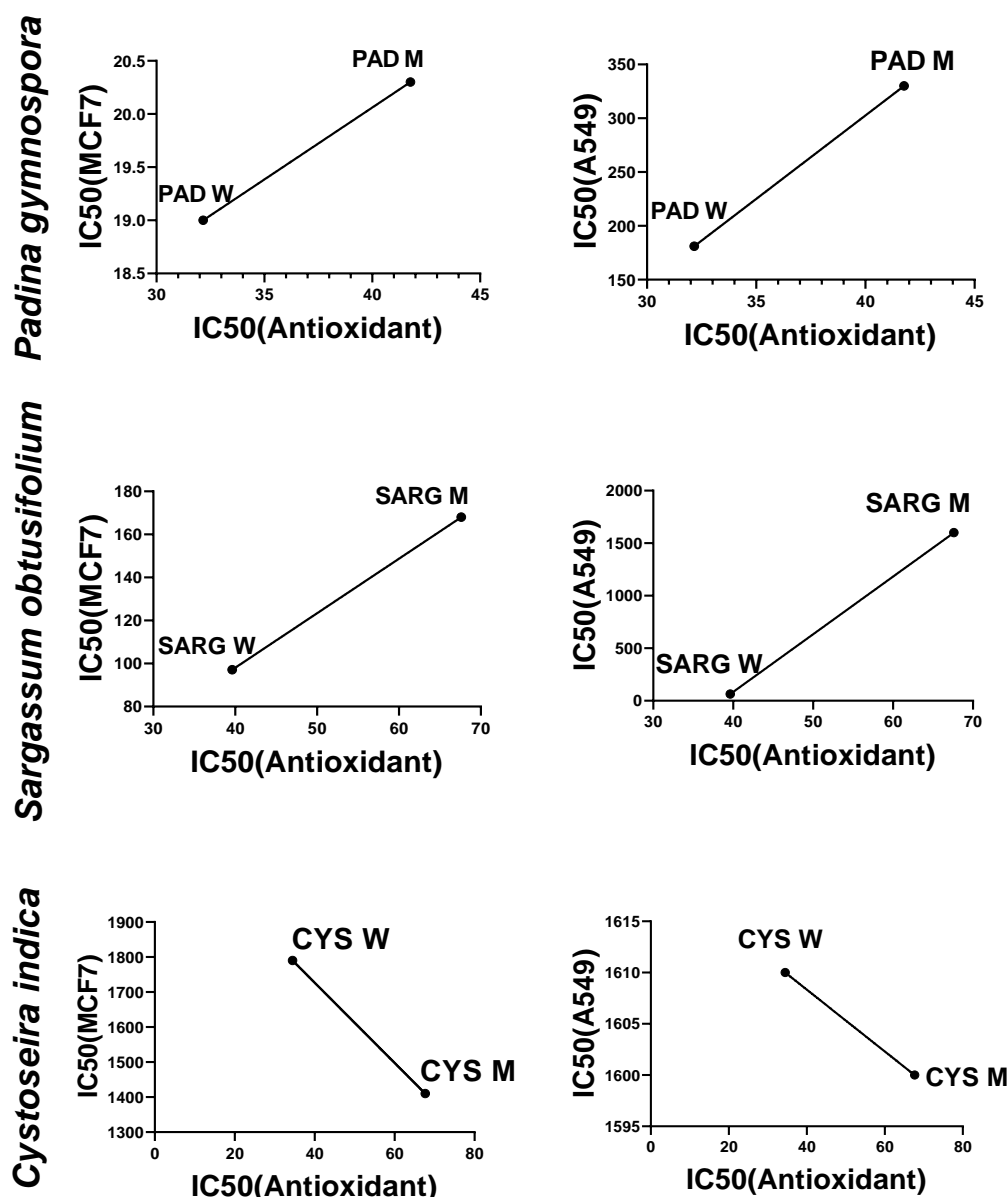 Padina gymnospora
IC50(MCF7)
20.5
20.0
19.5
19.0
18.5
PAD M
PAD W
30 35 40 45
IC50(Antioxidant)
IC50(A549)
350
300
250
200
150
PAD M
PAD W
30 35 40 45
IC50(Antioxidant)
Sargassum obtusifolium
IC50(MCF7)
180
160
140
120
100
80
SARG M
SARG W
30 40 50 60 70
IC50(Antioxidant)
IC50(A549)
2000
1500
1000
500
0
SARG M
SARG W
30 40 50 60 70
IC50(Antioxidant)
Cystoseira indica
IC50(MCF7)
1900
1800
1700
1600
1500
1400
1300
CYS W
CYS M
0 20 40 60 80
IC50(Antioxidant)
IC50(A549)
1615
1610
1605
1600
1595
CYS W
CYS M
0 20 40 60 80
IC50(Antioxidant)